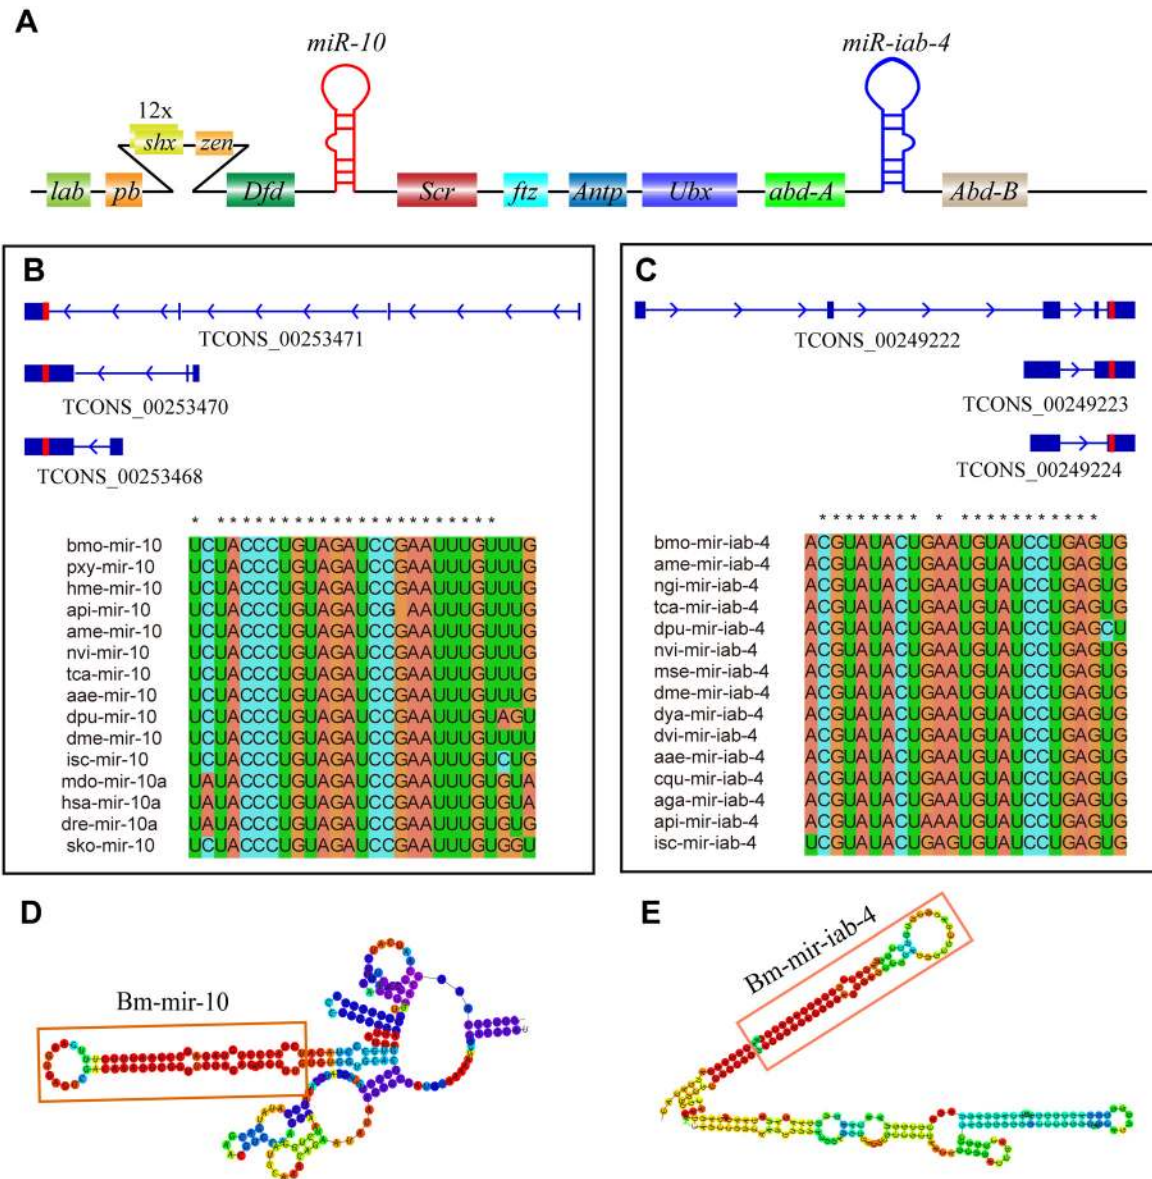 A
miR-10
miR-iab-4
12x
shx
zen
lab
pb
Dfd
Scr
ftz
Antp
Ubx
abd-A
Abd-B
B
TCONS_00253471
TCONS_00253470
TCONS_00253468
* * * * * * * * * * * * * * * * * * * * * * *
bmo-mir-10 UCUACCCUGUAGAUCCGAAUUUGUUUG
pxy-mir-10 UCUACCCUGUAGAUCCGAAUUUGUUUG
hme-mir-10 UCUACCCUGUAGAUCCGAAUUUGUUUG
api-mir-10 UCUACCCUGUAGAUCG AAUUUGUUUG
ame-mir-10 UCUACCCUGUAGAUCCGAAUUUGUUUG
nvi-mir-10 UCUACCCUGUAGAUCCGAAUUUGUUUG
tca-mir-10 UCUACCCUGUAGAUCCGAAUUUGUUUG
aae-mir-10 UCUACCCUGUAGAUCCGAAUUUGUUUG
dpu-mir-10 UCUACCCUGUAGAUCCGAAUUUGUAGU
dme-mir-10 UCUACCCUGUAGAUCCGAAUUUGUUUU
isc-mir-10 UCUACCCUGUAGAUCCGAAUUUGUCUG
mdo-mir-10a UAUACCCUGUAGAUCCGAAUUUGUGUA
hsa-mir-10a UAUACCCUGUAGAUCCGAAUUUGUGUA
dre-mir-10a UAUACCCUGUAGAUCCGAAUUUGUGUG
sko-mir-10 UCUACCCUGUAGAUCCGAAUUUGUGGU
C
TCONS_00249222
TCONS_00249223
TCONS_00249224
* * * * * * * * * * * * * * * * * * * *
bmo-mir-iab-4 ACGUAUACUGAAUGUAUCCUGAGUG
ame-mir-iab-4 ACGUAUACUGAAUGUAUCCUGAGUG
ngi-mir-iab-4 ACGUAUACUGAAUGUAUCCUGAGUG
tca-mir-iab-4 ACGUAUACUGAAUGUAUCCUGAGUG
dpu-mir-iab-4 ACGUAUACUGAAUGUAUCCUGAGCU
nvi-mir-iab-4 ACGUAUACUGAAUGUAUCCUGAGUG
mse-mir-iab-4 ACGUAUACUGAAUGUAUCCUGAGUG
dme-mir-iab-4 ACGUAUACUGAAUGUAUCCUGAGUG
dya-mir-iab-4 ACGUAUACUGAAUGUAUCCUGAGUG
dvi-mir-iab-4 ACGUAUACUGAAUGUAUCCUGAGUG
aae-mir-iab-4 ACGUAUACUGAAUGUAUCCUGAGUG
cqu-mir-iab-4 ACGUAUACUGAAUGUAUCCUGAGUG
aga-mir-iab-4 ACGUAUACUGAAUGUAUCCUGAGUG
api-mir-iab-4 ACGUAUACUAAAUGUAUCCUGAGUG
isc-mir-iab-4 UCGUAUACUGAGUGUAUCCUGAGUG
D
Bm-mir-10
E
Bm-mir-iab-4